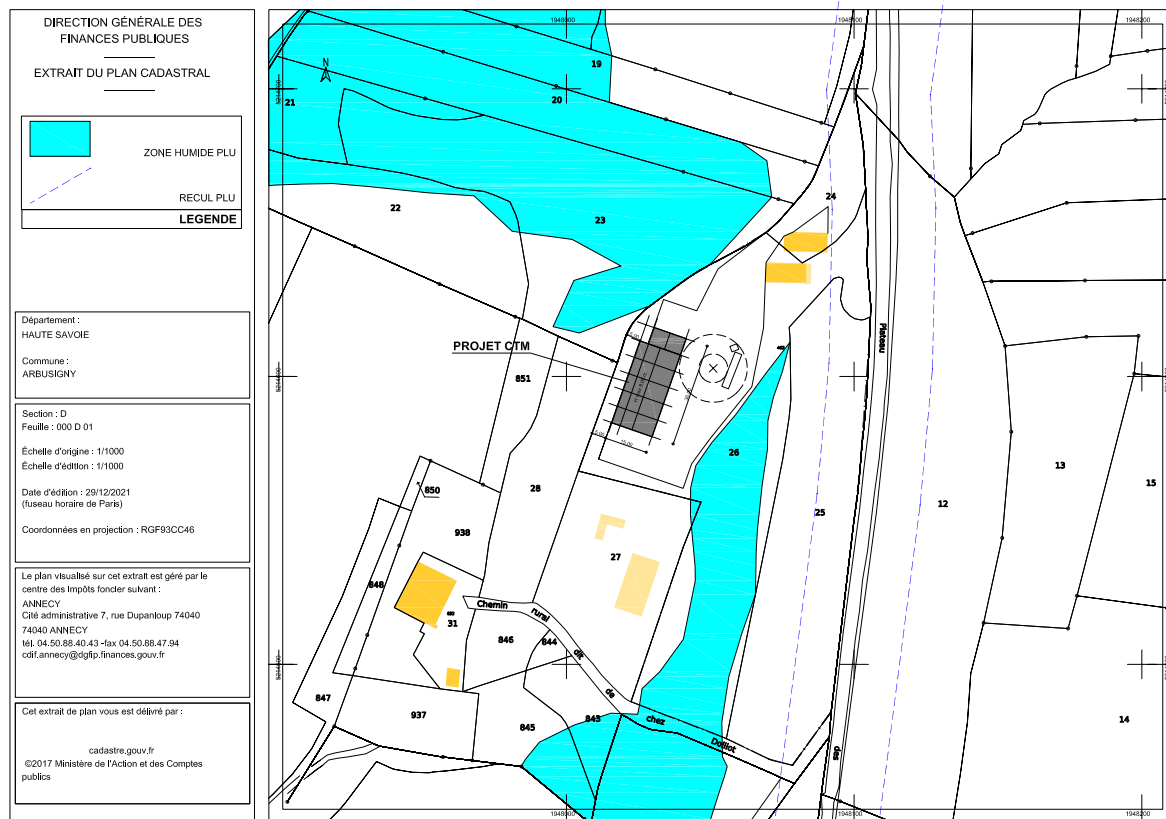 DIRECTION GÉNÉRALE DES
FINANCES PUBLIQUES
EXTRAIT DU PLAN CADASTRAL
ZONE HUMIDE PLU
RECUL PLU
LEGENDE
Département :
HAUTE SAVOIE
Commune :
ARBUSIGNY
Section : D
Feuille : 000 D 01
Échelle d'origine : 1/1000
Échelle d'édition : 1/1000
Date d'édition : 29/12/2021
(fuseau horaire de Paris)
Coordonnées en projection : RGF93CC46
Le plan visualisé sur cet extrait est géré par le
centre des impôts foncier suivant :
ANNECY
Cité administrative 7, rue Dupanloup 74040
74040 ANNECY
tél. 04.50.88.40.43 -fax 04.50.88.47.94
cdif.annecy@dgfip.finances.gouv.fr
Cet extrait de plan vous est délivré par :
cadastre.gouv.fr
©2017 Ministère de l'Action et des Comptes
publics
1948000
1948200
N
19
20
21
22
23
24
PROJET CTM
Plateau
851
26
13
15
850
28
25
12
938
27
848
Chemin
rural
dit
de
chez
Dolliot
des
31
846
844
847
937
845
843
14